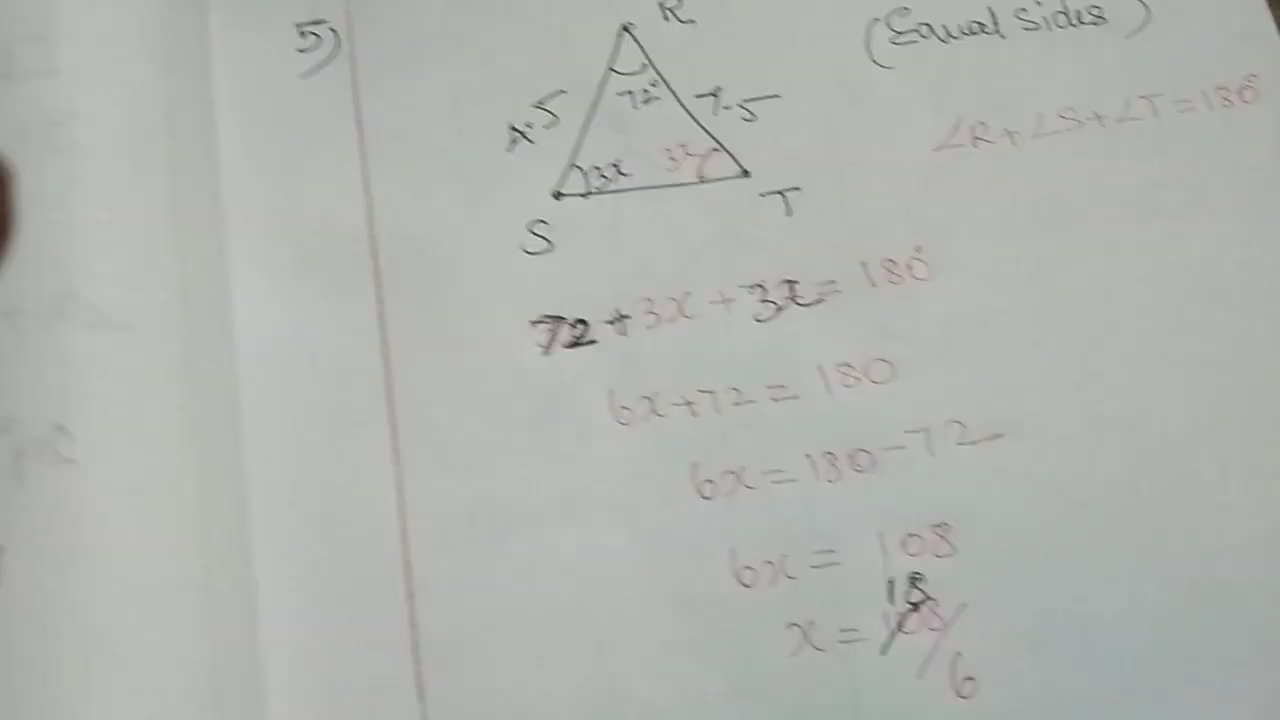 5)
R
(Equal sides)
7.5
72°
7.5
∠R+∠S+∠T=180°
3x
3x
S
T
72+3x+3x=180°
6x+72=180
6x=180-72
6x=108
18
x=108/6